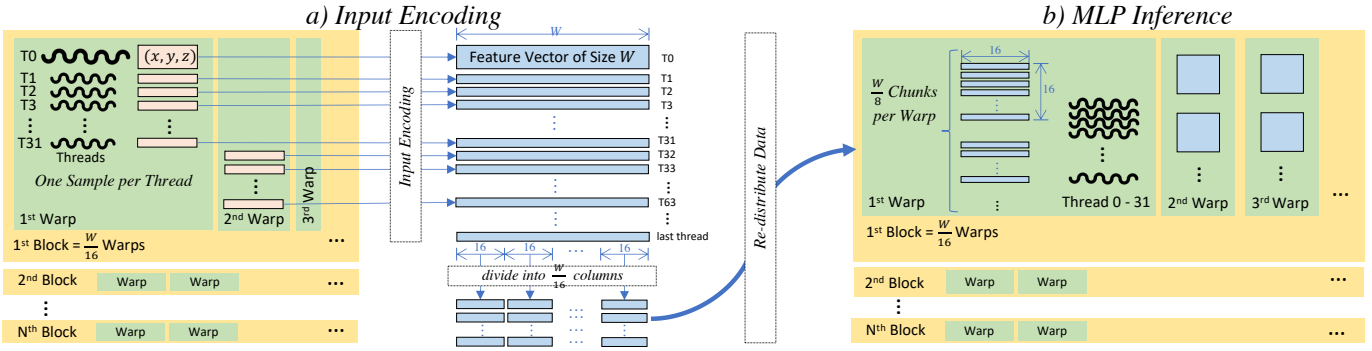 a) Input Encoding
b) MLP Inference
T0
(x, y, z)
T1
T2
T3
T31
Threads
One Sample per Thread
1st Warp
2nd Warp
3rd Warp
1st Block = W/16 Warps
...
2nd Block
Warp
Warp
...
Nth Block
Warp
Warp
...
Input Encoding
W
Feature Vector of Size W
T0
T1
T2
T3
T31
T32
T33
T63
last thread
16
16
...
16
divide into W/16 columns
Re-distribute Data
W/8 Chunks
per Warp
16
16
Thread 0 - 31
1st Warp
2nd Warp
3rd Warp
...
1st Block = W/16 Warps
2nd Block
Warp
Warp
...
Nth Block
Warp
Warp
...